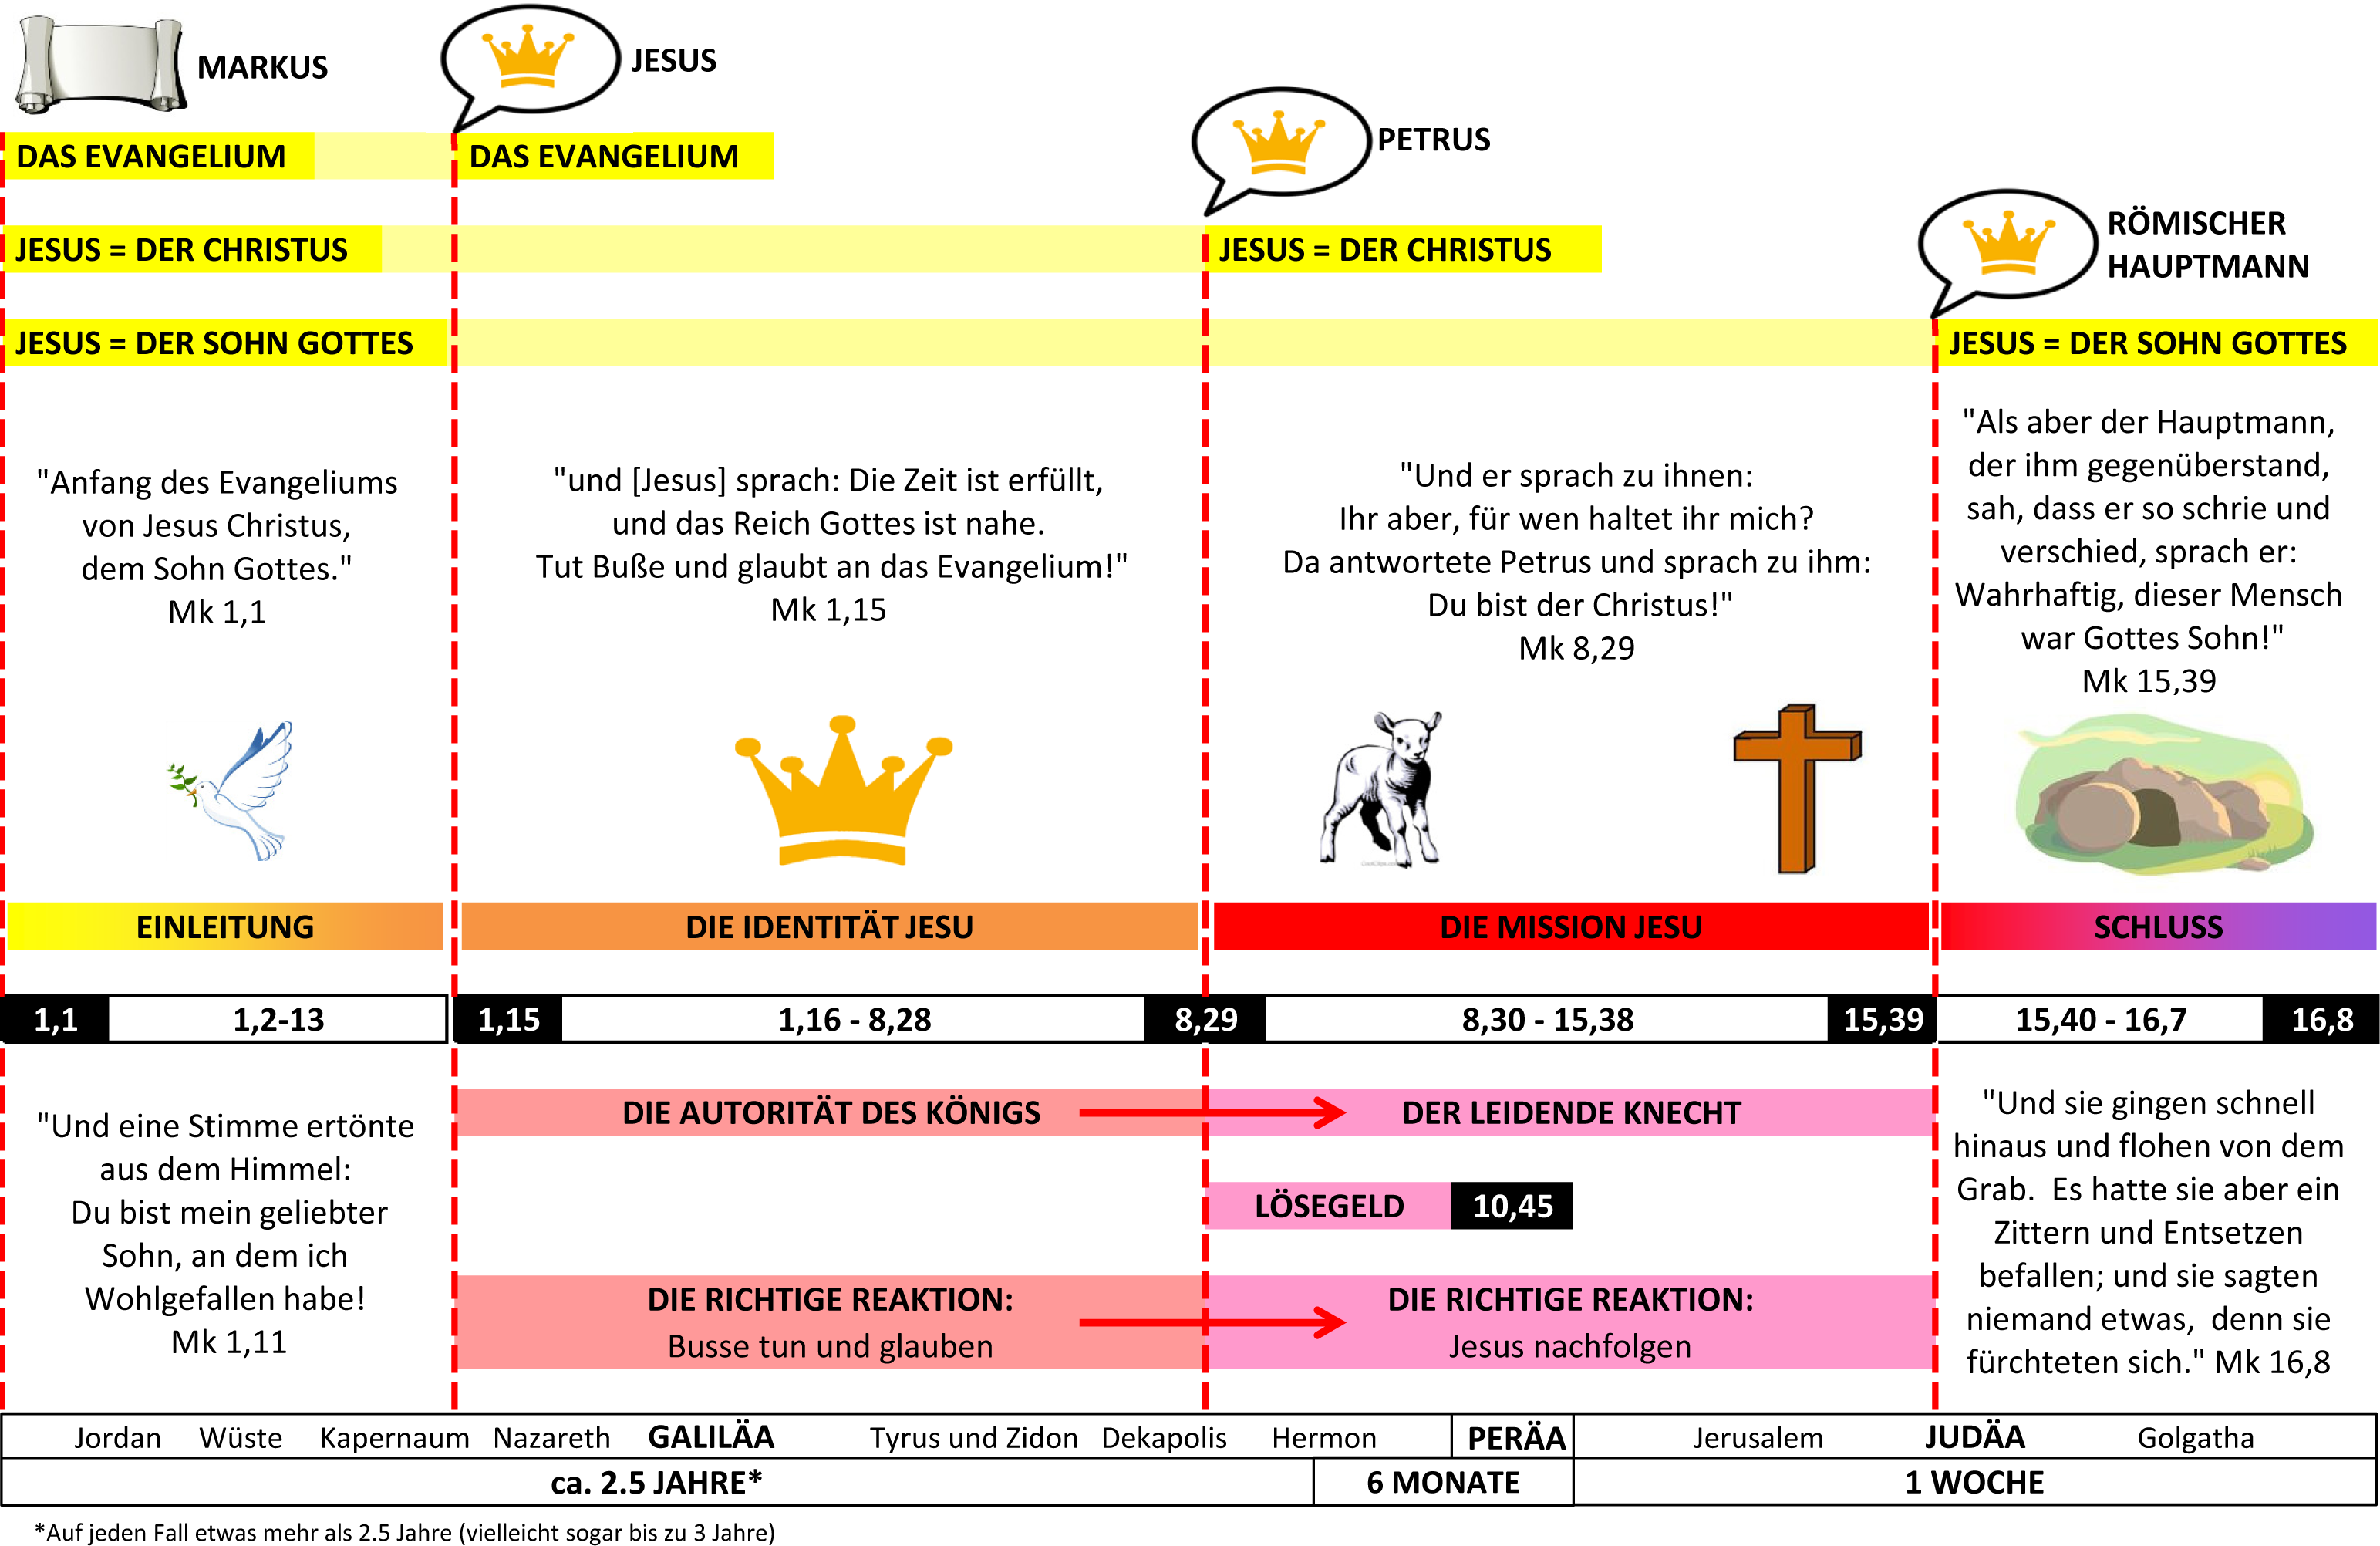 MARKUS
JESUS
PETRUS
RÖMISCHER
HAUPTMANN
DAS EVANGELIUM
DAS EVANGELIUM
JESUS = DER CHRISTUS
JESUS = DER CHRISTUS
JESUS = DER SOHN GOTTES
JESUS = DER SOHN GOTTES
"Anfang des Evangeliums
von Jesus Christus,
dem Sohn Gottes."
Mk 1,1
"und [Jesus] sprach: Die Zeit ist erfüllt,
und das Reich Gottes ist nahe.
Tut Buße und glaubt an das Evangelium!"
Mk 1,15
"Und er sprach zu ihnen:
Ihr aber, für wen haltet ihr mich?
Da antwortete Petrus und sprach zu ihm:
Du bist der Christus!"
Mk 8,29
"Als aber der Hauptmann,
der ihm gegenüberstand,
sah, dass er so schrie und
verschied, sprach er:
Wahrhaftig, dieser Mensch
war Gottes Sohn!"
Mk 15,39
EINLEITUNG
DIE IDENTITÄT JESU
DIE MISSION JESU
SCHLUSS
1,1
1,2-13
1,15
1,16 - 8,28
8,29
8,30 - 15,38
15,39
15,40 - 16,7
16,8
"Und eine Stimme ertönte
aus dem Himmel:
Du bist mein geliebter
Sohn, an dem ich
Wohlgefallen habe!
Mk 1,11
DIE AUTORITÄT DES KÖNIGS
DER LEIDENDE KNECHT
LÖSEGELD
10,45
DIE RICHTIGE REAKTION:
Busse tun und glauben
DIE RICHTIGE REAKTION:
Jesus nachfolgen
"Und sie gingen schnell
hinaus und flohen von dem
Grab.  Es hatte sie aber ein
Zittern und Entsetzen
befallen; und sie sagten
niemand etwas,  denn sie
fürchteten sich." Mk 16,8
Jordan Wüste Kapernaum Nazareth GALILÄA Tyrus und Zidon Dekapolis Hermon PERÄA Jerusalem JUDÄA Golgatha
ca. 2.5 JAHRE* 6 MONATE 1 WOCHE
*Auf jeden Fall etwas mehr als 2.5 Jahre (vielleicht sogar bis zu 3 Jahre)